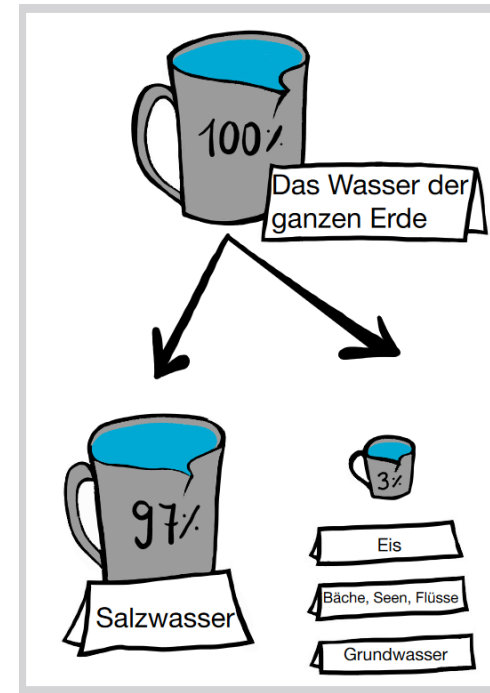 100%
Das Wasser der
ganzen Erde
97%
Salzwasser
3%
Eis
Bäche, Seen, Flüsse
Grundwasser